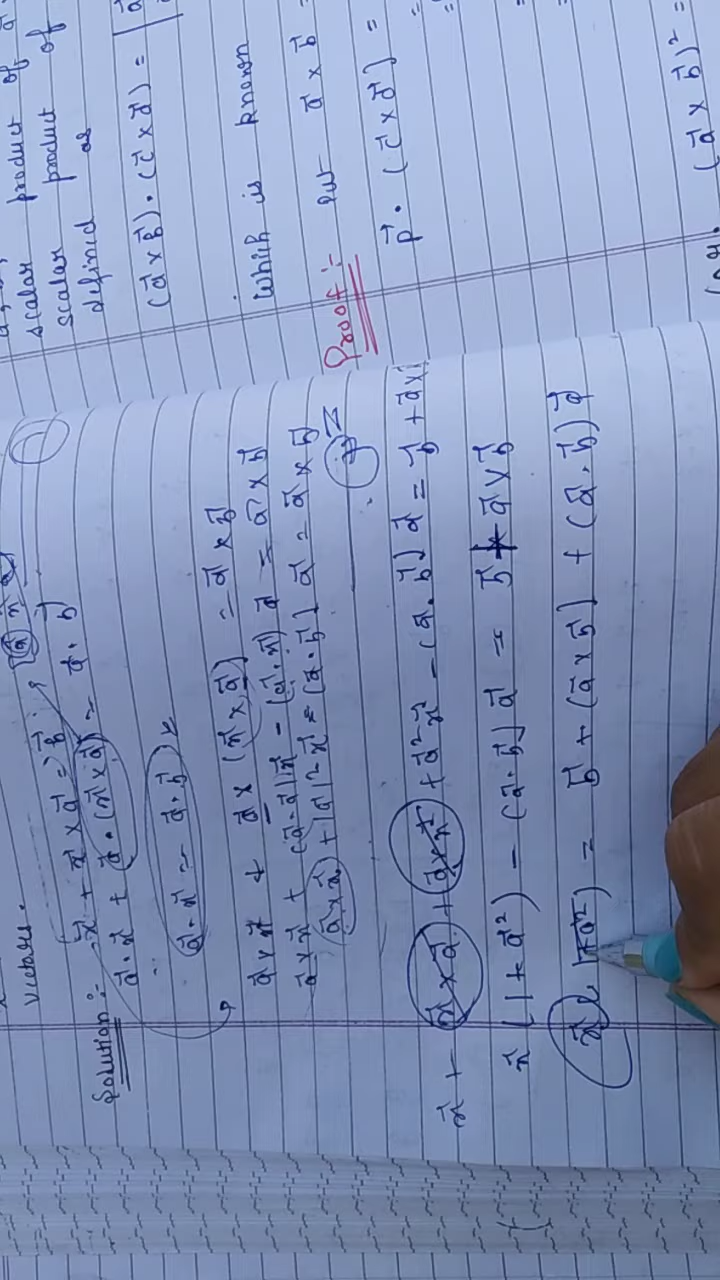 vectors.
Solution :- x⃗ + x⃗ × a⃗ = b⃗
a⃗ . x⃗ + a⃗ . (x⃗ × a⃗) = a⃗ . b⃗
a⃗ . x⃗ = a⃗ . b⃗
a⃗ × x⃗ + a⃗ × (x⃗ × a⃗) = a⃗ × b⃗
a⃗ × x⃗ + (a⃗ . a⃗) x⃗ - (a⃗ . x⃗) a⃗ = a⃗ × b⃗
(a⃗ × x⃗) + |a|² x⃗ - (a⃗ . b⃗) a⃗ = a⃗ × b⃗
x⃗ + x⃗ × a⃗ + a⃗ × x⃗ + a⃗² x⃗ - (a⃗ . b⃗) a⃗ = b⃗ + a⃗ ×
x⃗ (1 + a⃗²) - (a⃗ . b⃗) a⃗ = b⃗ + a⃗ × b⃗
x⃗ (1 + a⃗²) = b⃗ + (a⃗ × b⃗) + (a⃗ . b⃗) a⃗
scalar product of a⃗
scalar product of
defined as
(a⃗ × b⃗) . (c⃗ × d⃗) =
which is known
Proof :- let a⃗ × b⃗ =
p⃗ . (c⃗ × d⃗) =
=
=
=
(a⃗ × b⃗)² =